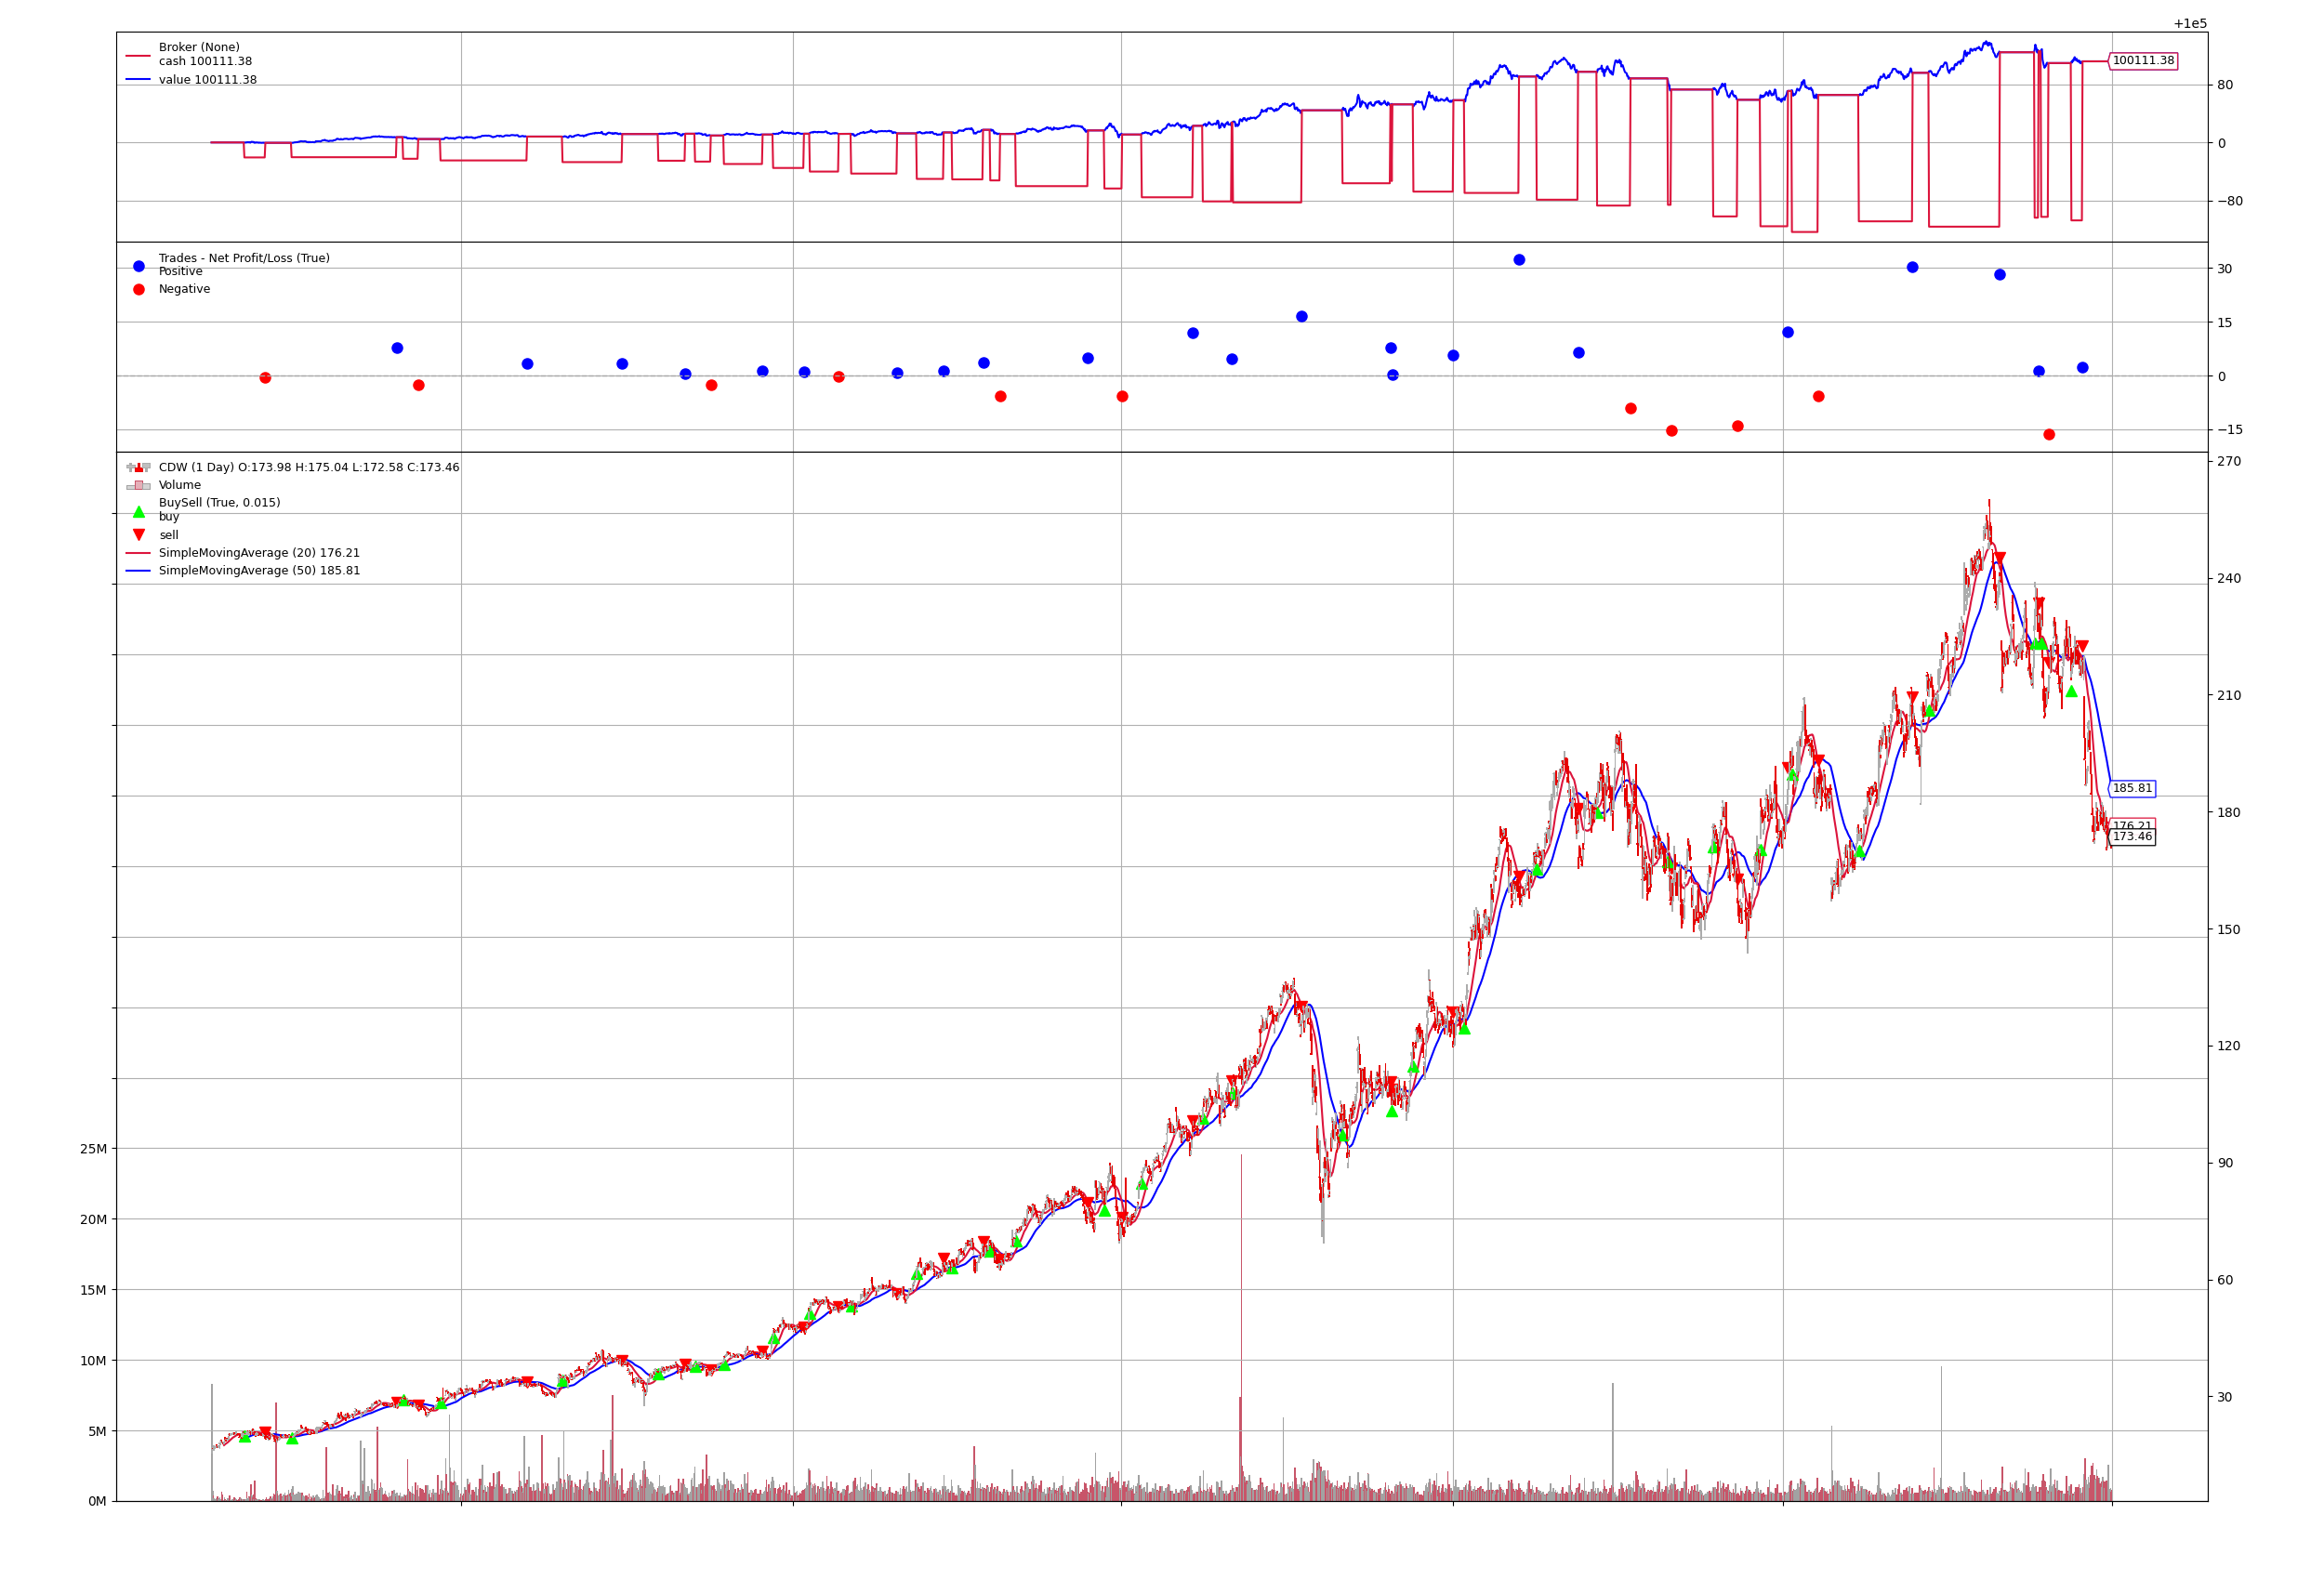 +1e5
Broker (None)
cash 100111.38
value 100111.38
100111.38
80
0
−80
Trades - Net Profit/Loss (True)
Positive
Negative
30
15
0
−15
CDW (1 Day) O:173.98 H:175.04 L:172.58 C:173.46
Volume
BuySell (True, 0.015)
buy
sell
SimpleMovingAverage (20) 176.21
SimpleMovingAverage (50) 185.81
270
240
210
185.81
180
176.21
173.46
150
120
90
60
30
25M
20M
15M
10M
5M
0M